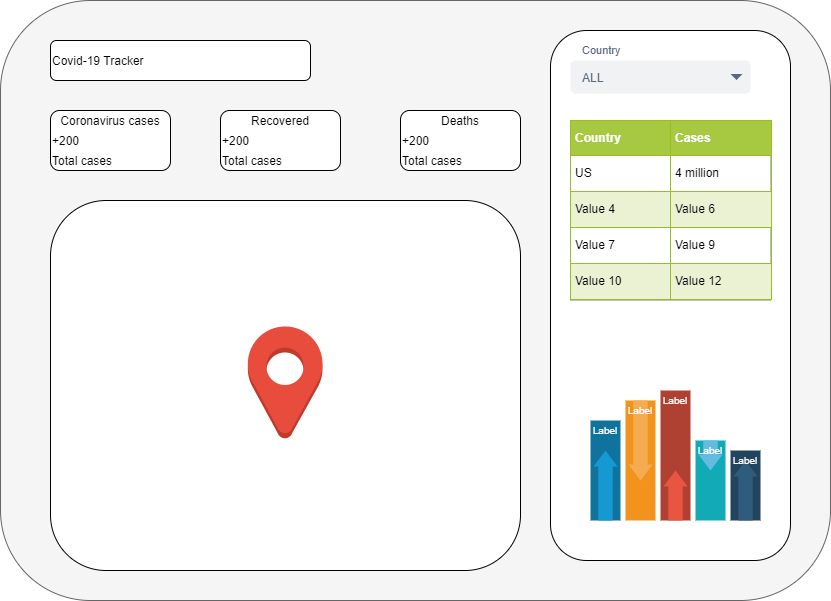 Covid-19 Tracker
Coronavirus cases
+200
Total cases
Recovered
+200
Total cases
Deaths
+200
Total cases
Country
ALL
Country Cases
US 4 million
Value 4 Value 6
Value 7 Value 9
Value 10 Value 12
Label
Label
Label
Label
Label